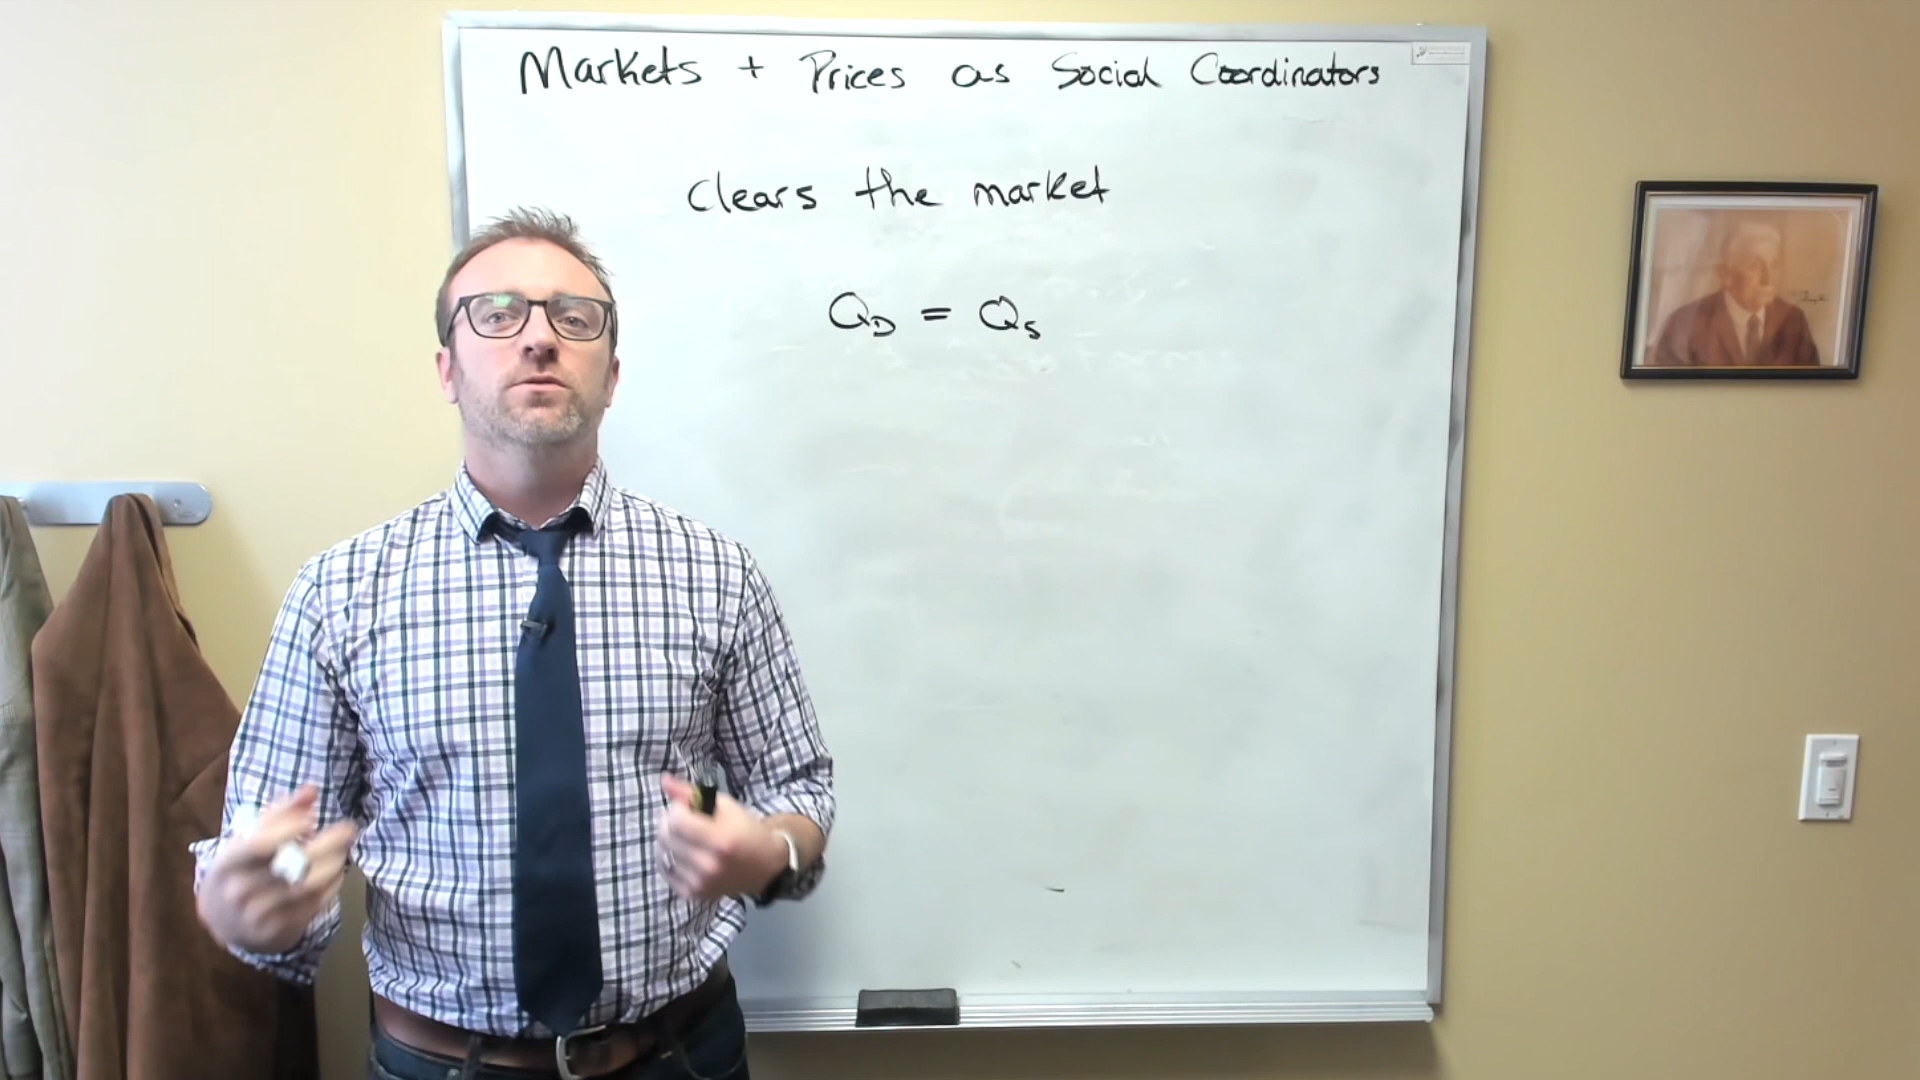 Markets + Prices as Social Coordinators
clears the market
QD = QS